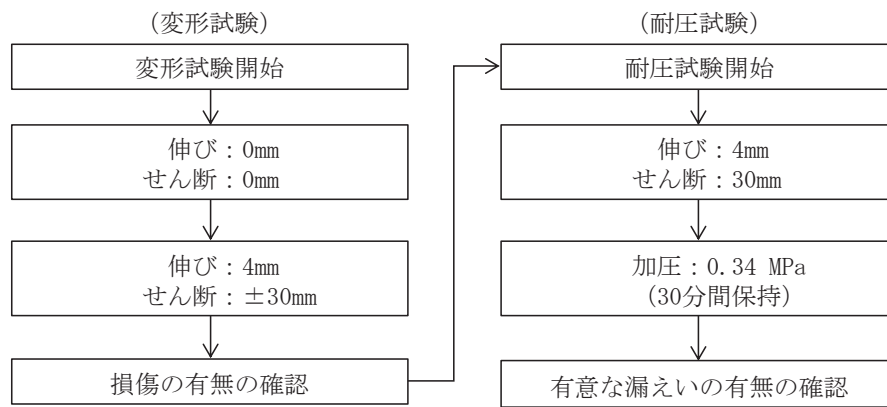 (変形試験)
変形試験開始
伸び：0mm
せん断：0mm
伸び：4mm
せん断：±30mm
損傷の有無の確認
(耐圧試験)
耐圧試験開始
伸び：4mm
せん断：30mm
加圧：0.34 MPa
(30分間保持)
有意な漏えいの有無の確認